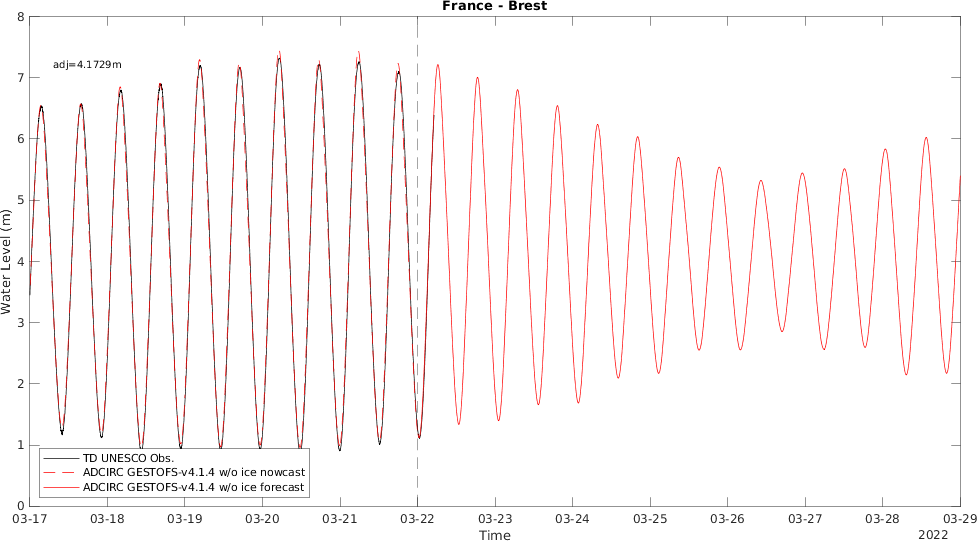 France - Brest
8
7
6
5
4
3
2
1
0
Water Level (m)
adj=4.1729m
TD UNESCO Obs.
ADCIRC GESTOFS-v4.1.4 w/o ice nowcast
ADCIRC GESTOFS-v4.1.4 w/o ice forecast
03-17 03-18 03-19 03-20 03-21 03-22 03-23 03-24 03-25 03-26 03-27 03-28 03-29
Time
2022